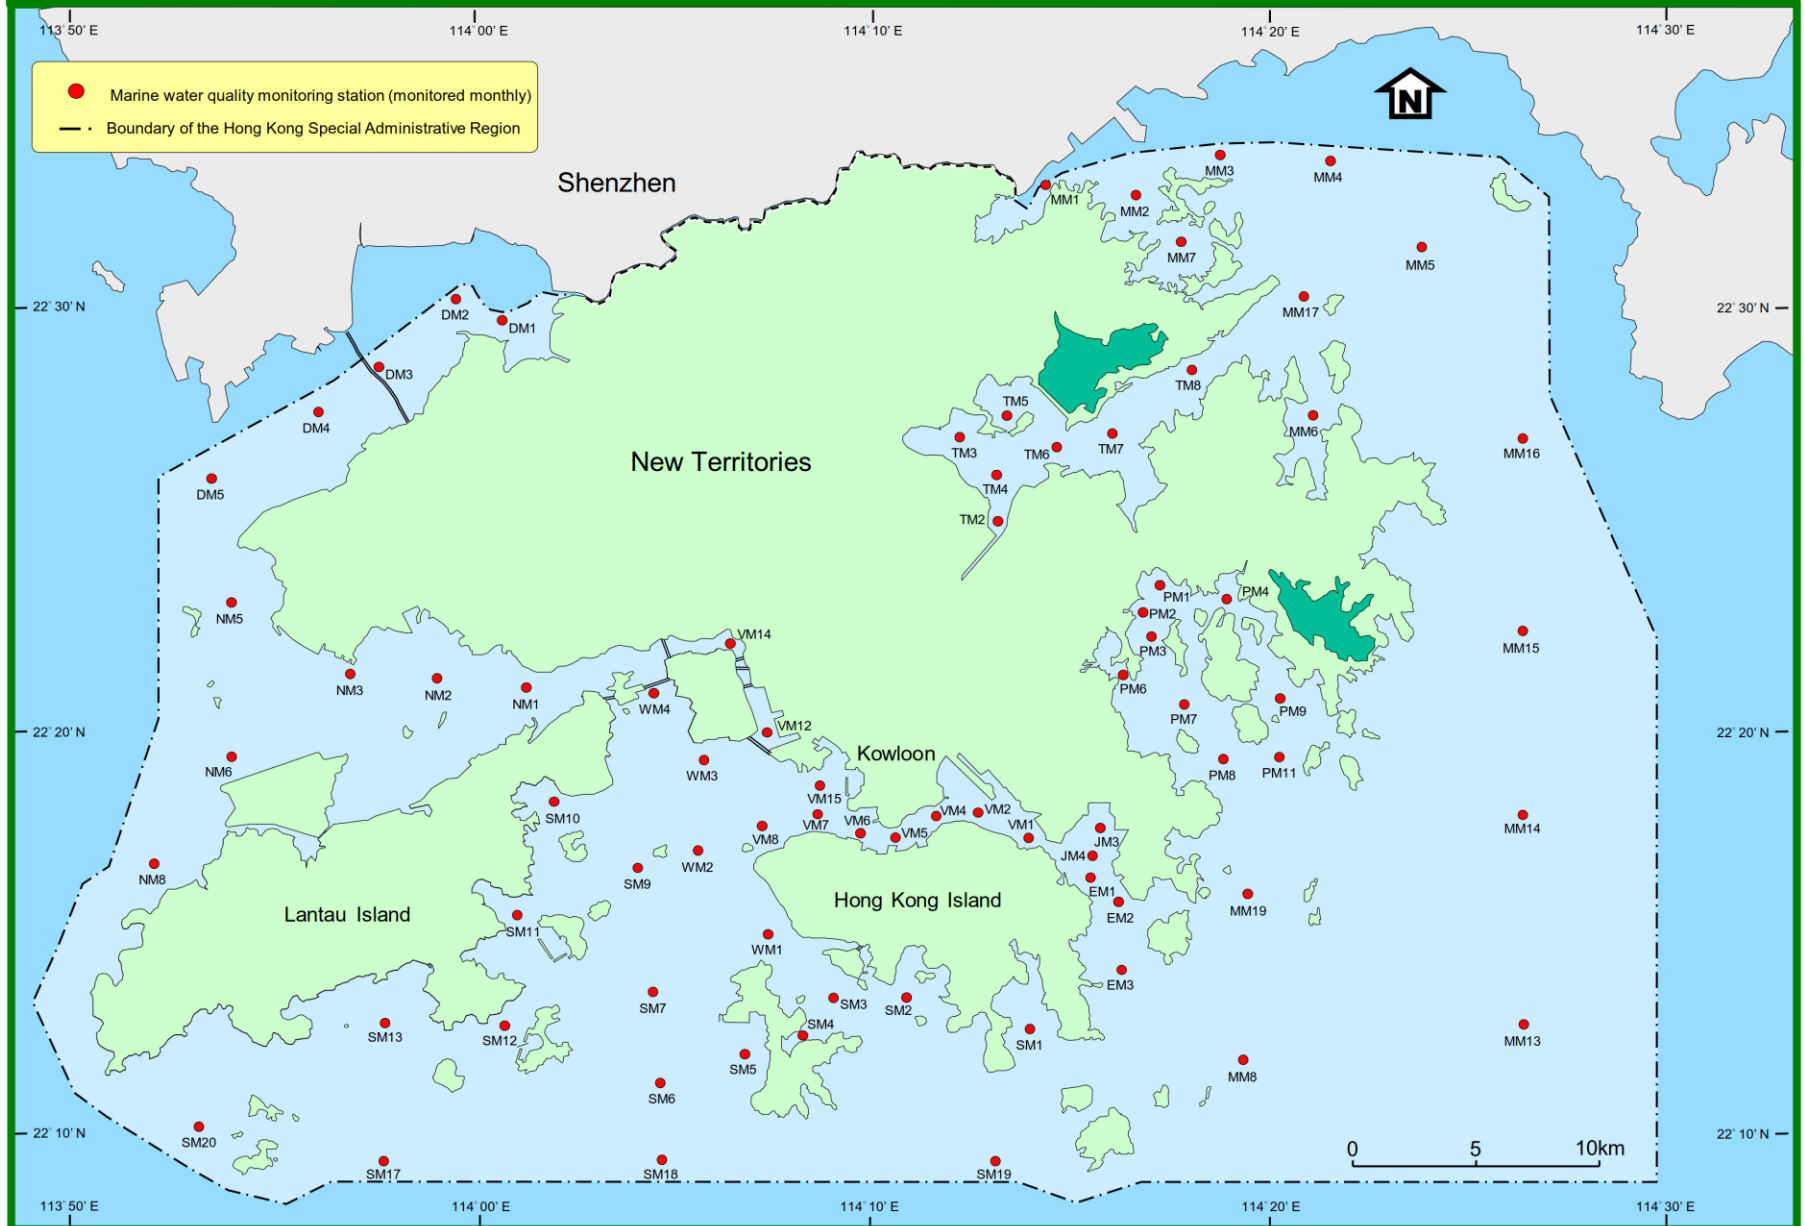 113°50' E
114°00' E
114°10' E
114°20' E
114°30' E
Marine water quality monitoring station (monitored monthly)
Boundary of the Hong Kong Special Administrative Region
N
Shenzhen
MM3
MM4
MM1
MM2
MM7
MM5
MM17
22°30' N
22°30' N
DM2
DM1
DM3
DM4
DM5
TM8
TM5
MM6
TM3
TM6
TM7
MM16
New Territories
TM4
TM2
PM1
PM4
PM2
PM3
NM5
VM14
MM15
NM3
NM2
NM1
WM4
PM6
PM7
PM9
22°20' N
VM12
22°20' N
Kowloon
NM6
WM3
PM8
PM11
VM15
SM10
VM7
VM6
VM4
VM2
VM5
VM1
MM14
VM8
JM3
JM4
NM8
SM9
WM2
EM1
Lantau Island
Hong Kong Island
EM2
MM19
SM11
WM1
EM3
SM7
SM3
SM2
SM4
SM13
SM12
SM1
MM13
SM5
MM8
SM6
22°10' N
SM20
22°10' N
0 5 10km
SM17
SM18
SM19
113°50' E
114°00' E
114°10' E
114°20' E
114°30' E